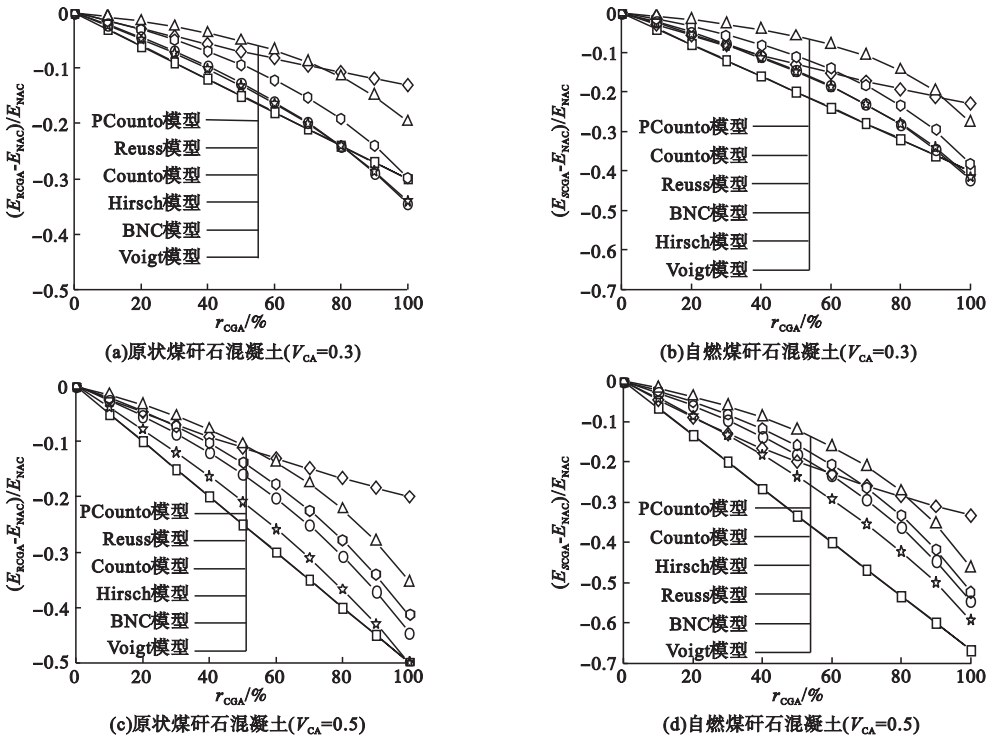 0
−0.1
−0.2
−0.3
−0.4
−0.5
(E_RCGA-E_NAC)/E_NAC
PCounto模型
Reuss模型
Counto模型
Hirsch模型
BNC模型
Voigt模型
0 20 40 60 80 100
r_CGA/%
(a)原状煤矸石混凝土(V_CA=0.3)
0
−0.1
−0.2
−0.3
−0.4
−0.5
−0.6
−0.7
(E_SCGA-E_NAC)/E_NAC
PCounto模型
Counto模型
Reuss模型
BNC模型
Hirsch模型
Voigt模型
0 20 40 60 80 100
r_CGA/%
(b)自燃煤矸石混凝土(V_CA=0.3)
0
−0.1
−0.2
−0.3
−0.4
−0.5
(E_RCGA-E_NAC)/E_NAC
PCounto模型
Reuss模型
Counto模型
Hirsch模型
BNC模型
Voigt模型
0 20 40 60 80 100
r_CGA/%
(c)原状煤矸石混凝土(V_CA=0.5)
0
−0.1
−0.2
−0.3
−0.4
−0.5
−0.6
−0.7
(E_SCGA-E_NAC)/E_NAC
PCounto模型
Counto模型
Hirsch模型
Reuss模型
BNC模型
Voigt模型
0 20 40 60 80 100
r_CGA/%
(d)自燃煤矸石混凝土(V_CA=0.5)